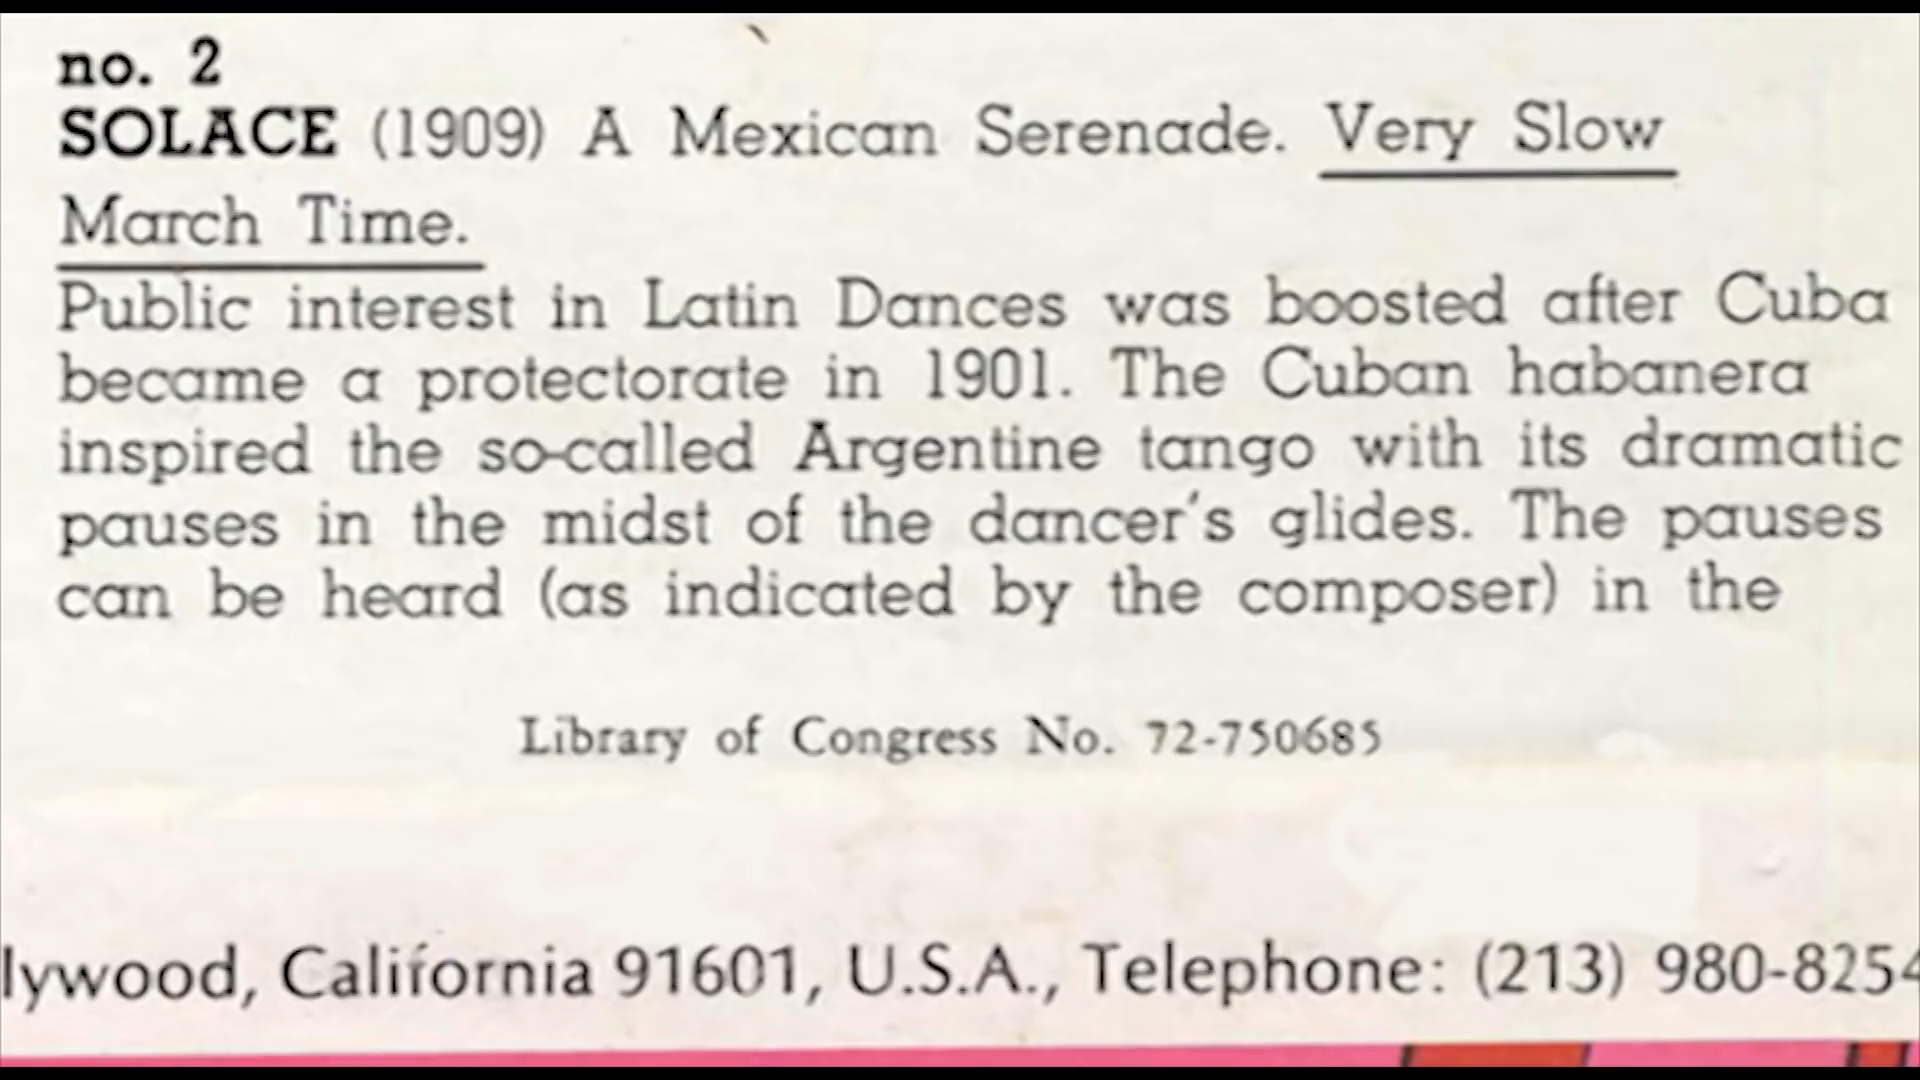 no. 2
SOLACE (1909) A Mexican Serenade. Very Slow
March Time.
Public interest in Latin Dances was boosted after Cuba
became a protectorate in 1901. The Cuban habanera
inspired the so-called Argentine tango with its dramatic
pauses in the midst of the dancer's glides. The pauses
can be heard (as indicated by the composer) in the
Library of Congress No. 72-750685
lywood, California 91601, U.S.A., Telephone: (213) 980-8254